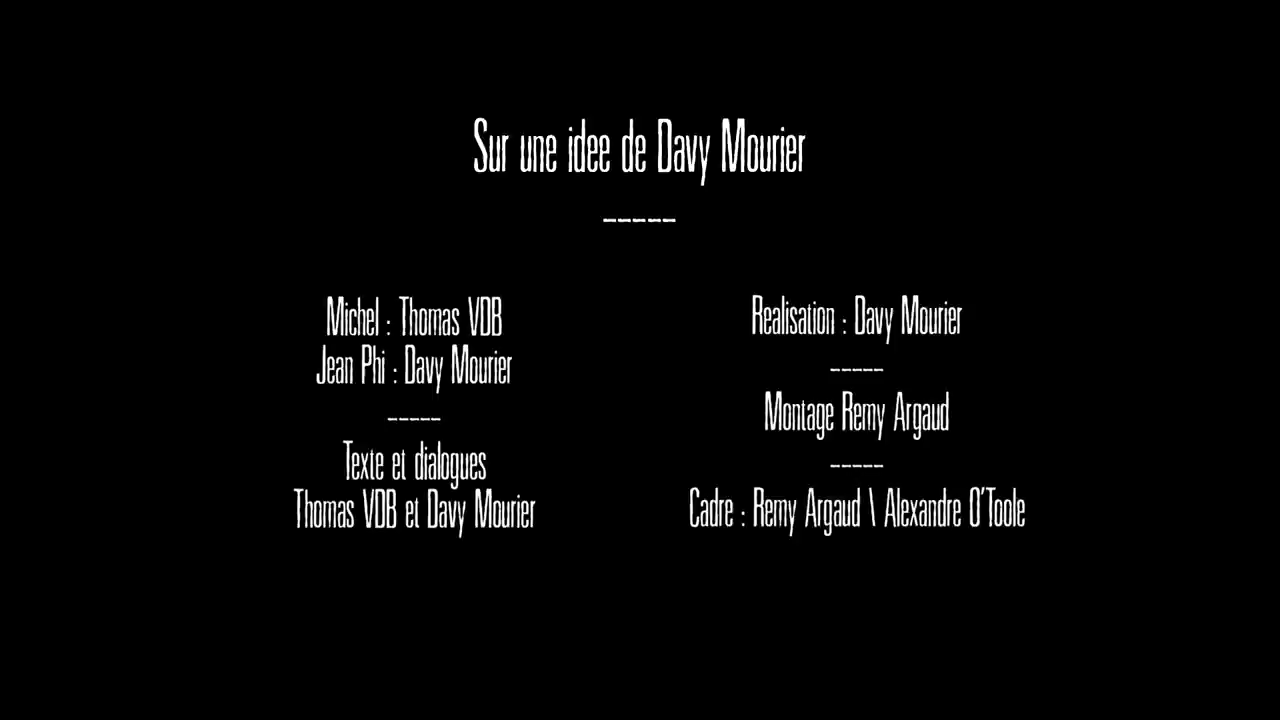 Sur une idee de Davy Mourier
-----
Michel : Thomas VDB
Jean Phi : Davy Mourier
-----
Texte et dialogues
Thomas VDB et Davy Mourier
Realisation : Davy Mourier
-----
Montage Remy Argaud
-----
Cadre : Remy Argaud \ Alexandre O'Toole